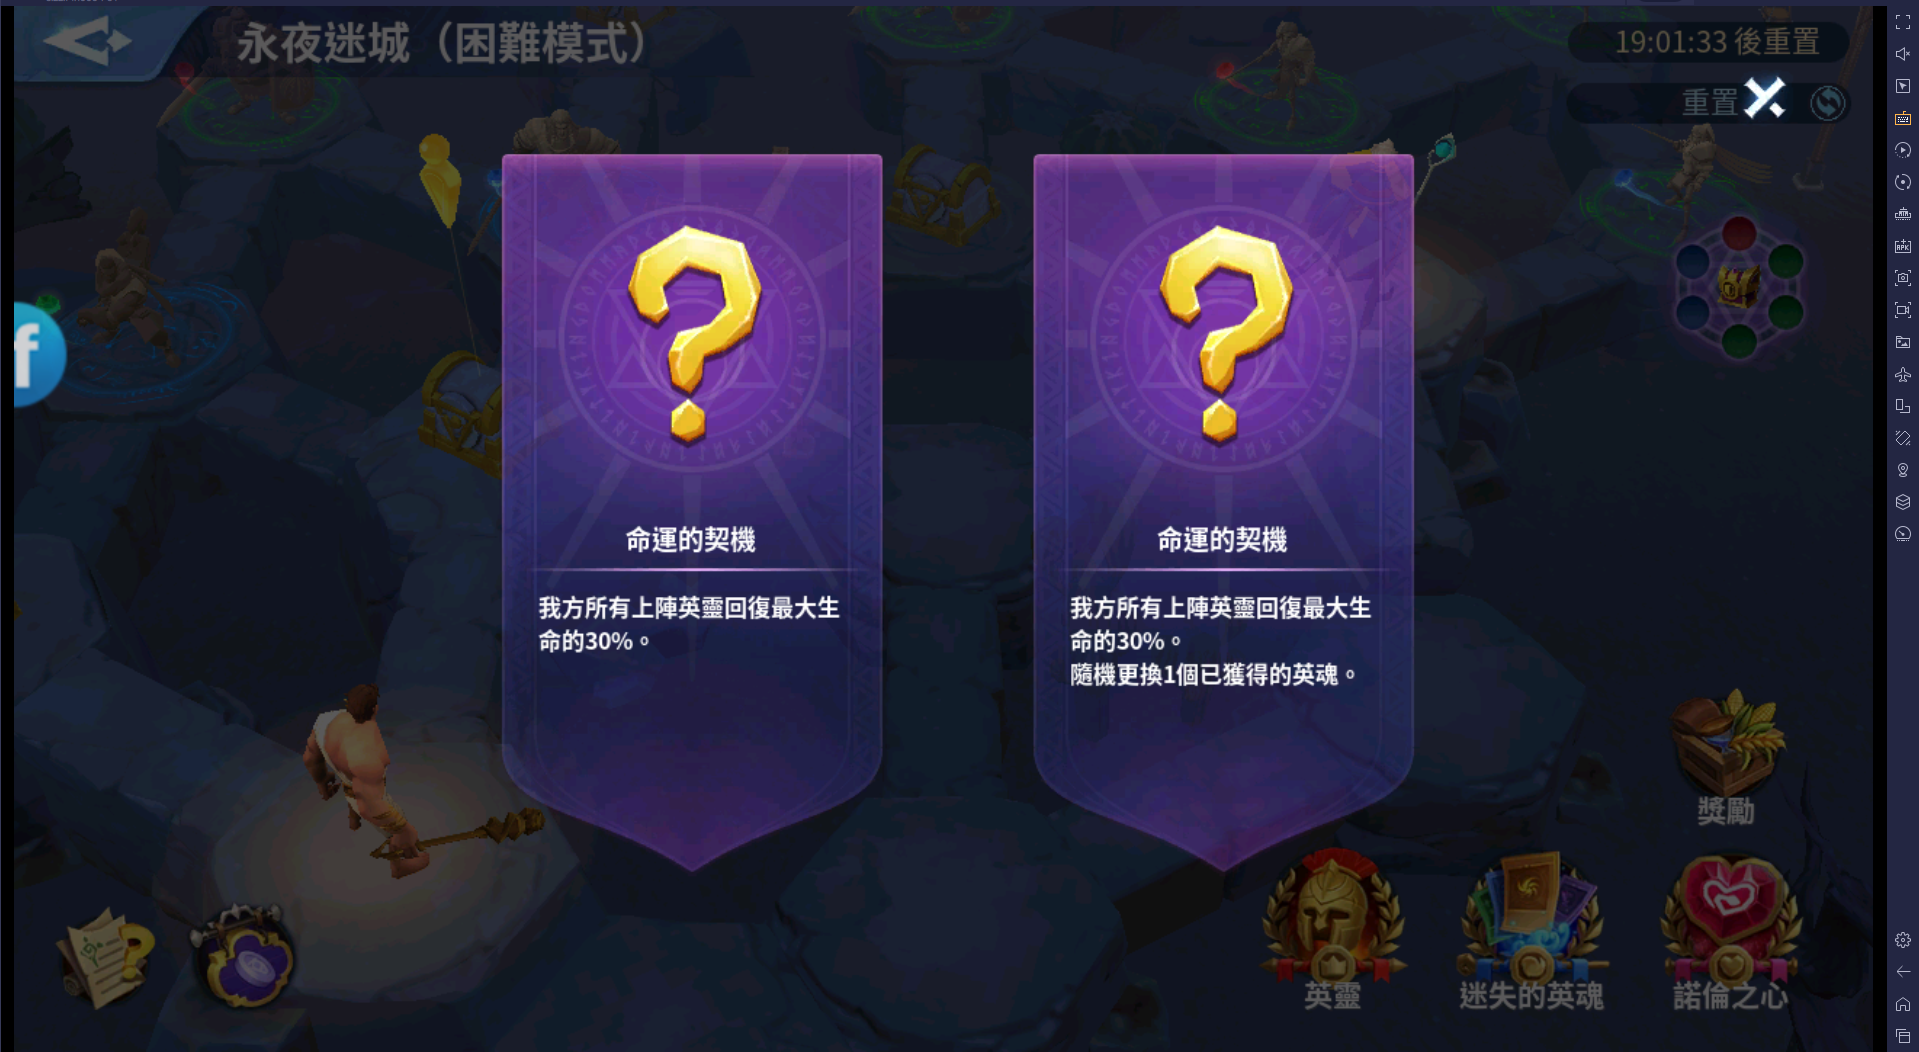 永夜迷城（困難模式）
19:01:33 後重置
重置
f
命運的契機
我方所有上陣英靈回復最大生
命的30%。
命運的契機
我方所有上陣英靈回復最大生
命的30%。
隨機更換1個已獲得的英魂。
獎勵
英靈
迷失的英魂
諾倫之心